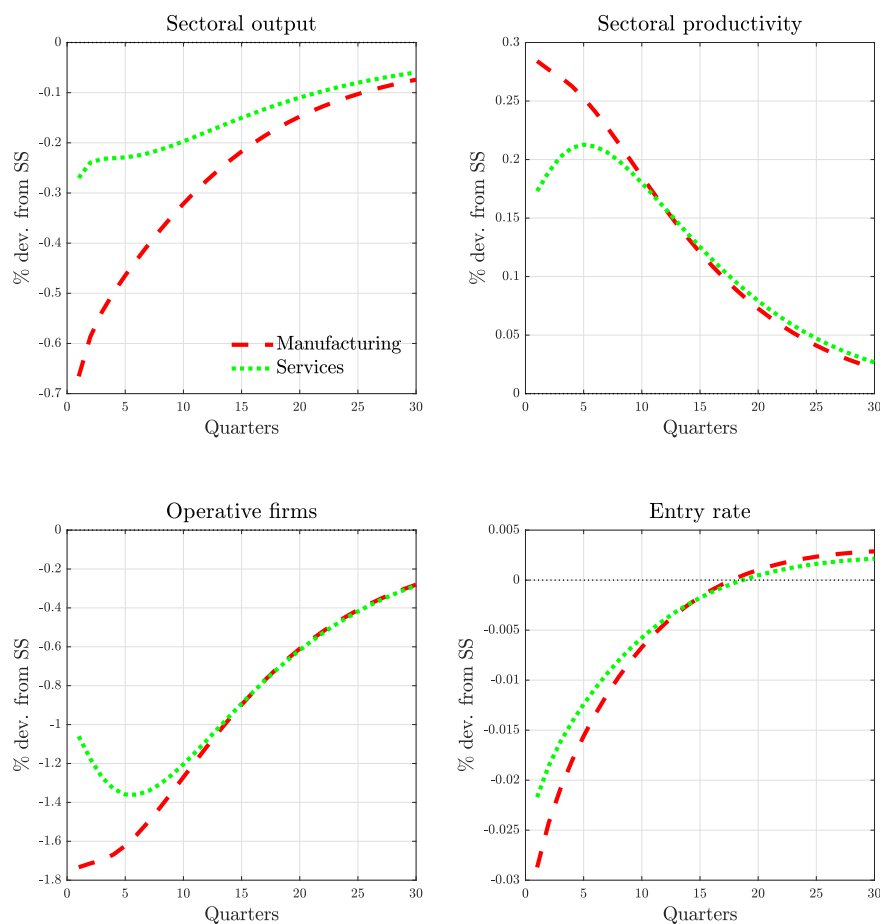 Sectoral output
% dev. from SS
0
-0.1
-0.2
-0.3
-0.4
-0.5
-0.6
-0.7
Manufacturing
Services
0 5 10 15 20 25 30
Quarters
Sectoral productivity
% dev. from SS
0.3
0.25
0.2
0.15
0.1
0.05
0
0 5 10 15 20 25 30
Quarters
Operative firms
% dev. from SS
0
-0.2
-0.4
-0.6
-0.8
-1
-1.2
-1.4
-1.6
-1.8
0 5 10 15 20 25 30
Quarters
Entry rate
% dev. from SS
0.005
0
-0.005
-0.01
-0.015
-0.02
-0.025
-0.03
0 5 10 15 20 25 30
Quarters